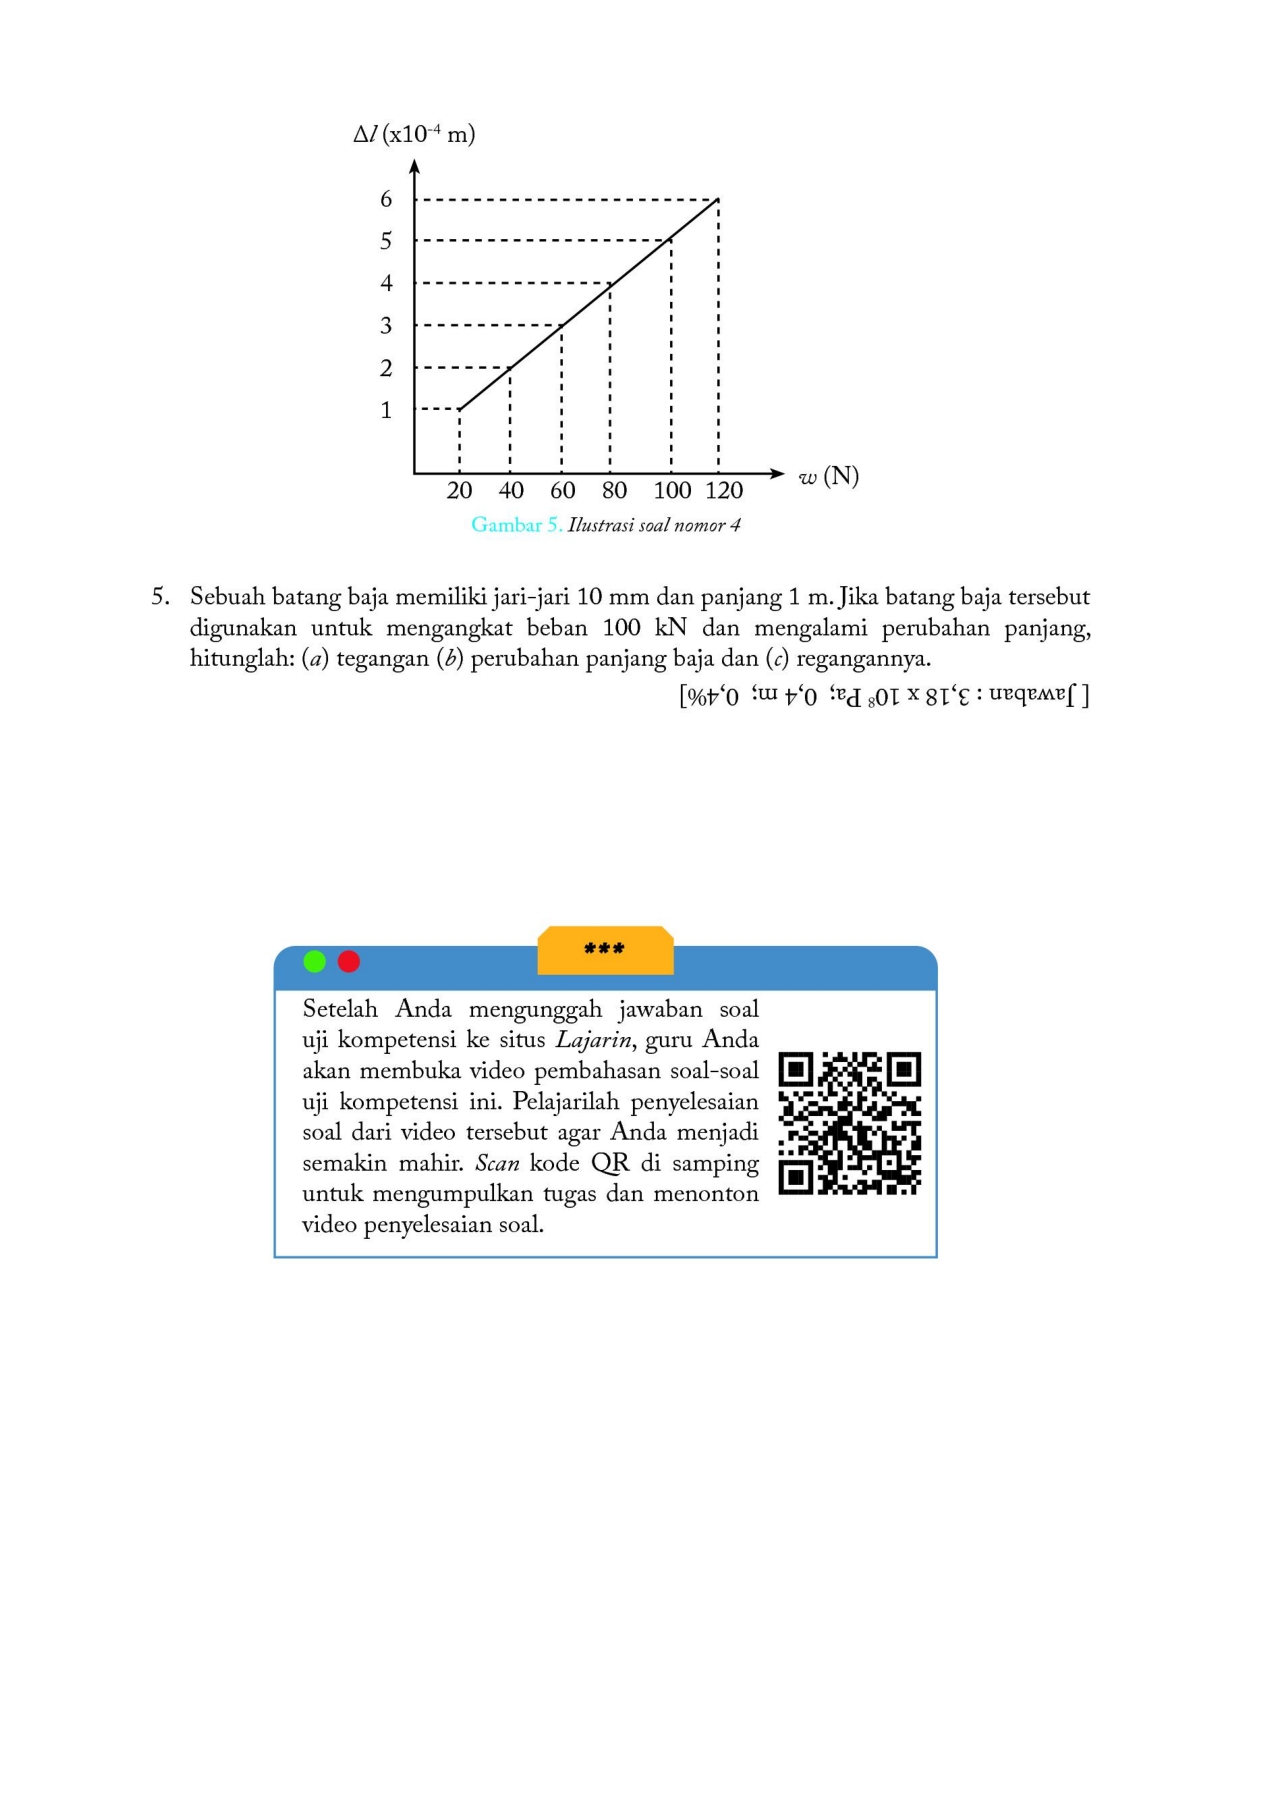 Δl (x10⁻⁴ m)
6
5
4
3
2
1
20 40 60 80 100 120
w (N)
Gambar 5. Ilustrasi soal nomor 4
5. Sebuah batang baja memiliki jari-jari 10 mm dan panjang 1 m. Jika batang baja tersebut
digunakan untuk mengangkat beban 100 kN dan mengalami perubahan panjang,
hitunglah: (a) tegangan (b) perubahan panjang baja dan (c) regangannya.
[ Jawaban : 3,18 x 10⁸ Pa; 0,4 m; 0,4%]
***
Setelah Anda mengunggah jawaban soal
uji kompetensi ke situs Lajarin, guru Anda
akan membuka video pembahasan soal-soal
uji kompetensi ini. Pelajarilah penyelesaian
soal dari video tersebut agar Anda menjadi
semakin mahir. Scan kode QR di samping
untuk mengumpulkan tugas dan menonton
video penyelesaian soal.